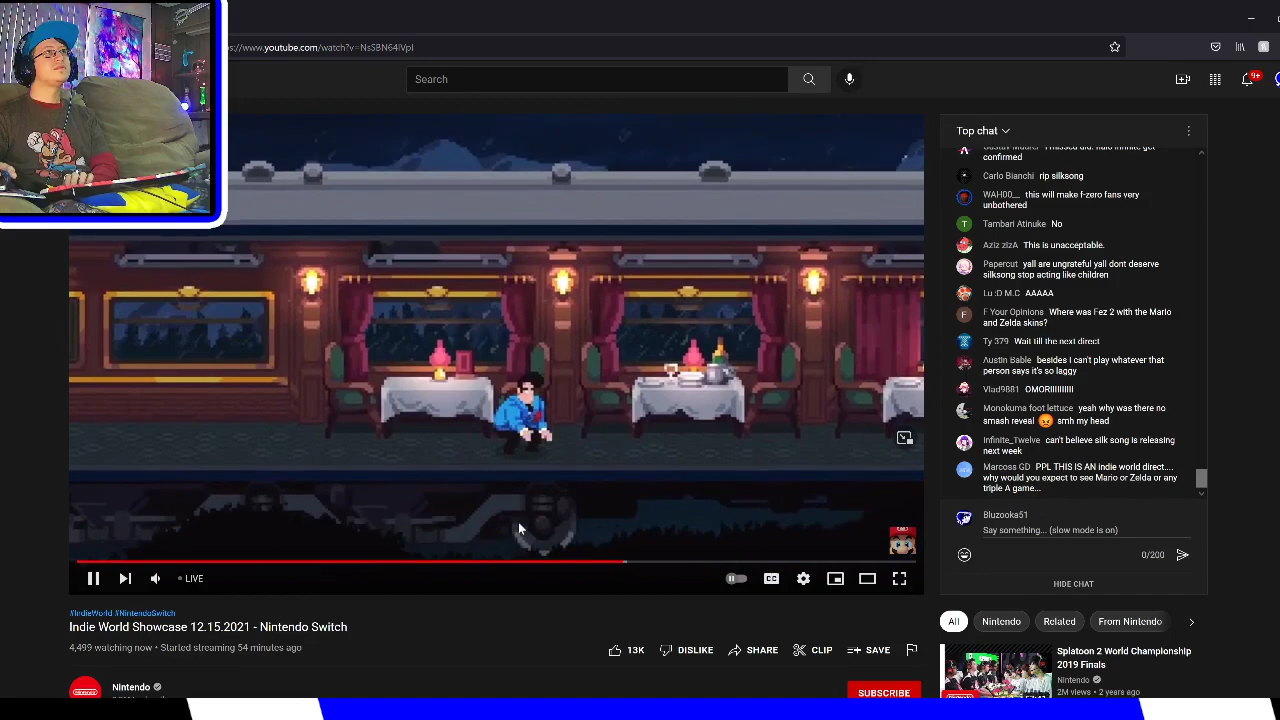 s://www.youtube.com/watch?v=NsSBN64lVpI
Search
9+
Top chat
confirmed
Carlo Bianchi rip silksong
WAH00__ this will make f-zero fans very
unbothered
Tambari Atinuke No
Aziz zizA This is unacceptable.
Papercut yall are ungrateful yall dont deserve
silksong stop acting like children
Lu :D M.C AAAAA
F Your Opinions Where was Fez 2 with the Mario
and Zelda skins?
Ty 379 Wait till the next direct
Austin Bable besides I can't play whatever that
person says it's so laggy
Vlad9881 OMORIIIIIIIII
Monokuma foot lettuce yeah why was there no
smash reveal 😡 smh my head
Infinite_Twelve can't believe silk song is releasing
next week
Marcoss GD PPL THIS IS AN indie world direct....
why would you expect to see Mario or Zelda or any
triple A game...
Bluzooka51
Say something... (slow mode is on)
0/200
HIDE CHAT
LIVE
CC
#IndieWorld #NintendoSwitch
Indie World Showcase 12.15.2021 - Nintendo Switch
4,499 watching now • Started streaming 54 minutes ago
13K DISLIKE SHARE CLIP SAVE
Nintendo
SUBSCRIBE
All Nintendo Related From Nintendo
Splatoon 2 World Championship
2019 Finals
Nintendo
2M views • 2 years ago